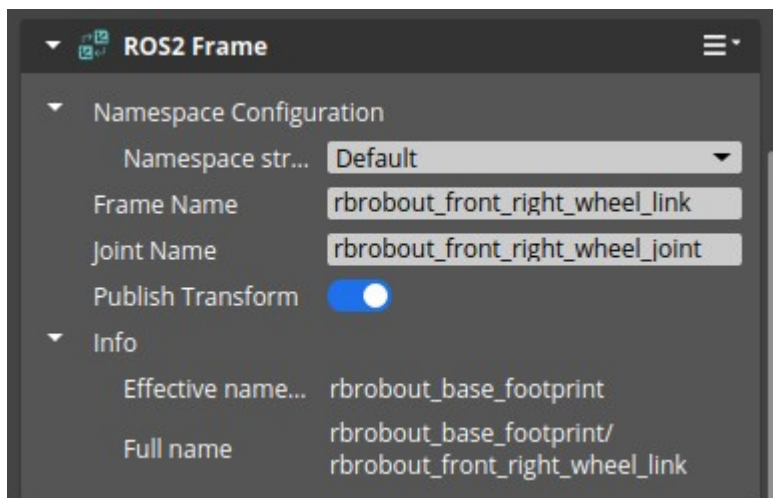 ROS2 Frame
Namespace Configuration
Namespace str... Default
Frame Name rbrobout_front_right_wheel_link
Joint Name rbrobout_front_right_wheel_joint
Publish Transform
Info
Effective name... rbrobout_base_footprint
Full name rbrobout_base_footprint/
rbrobout_front_right_wheel_link